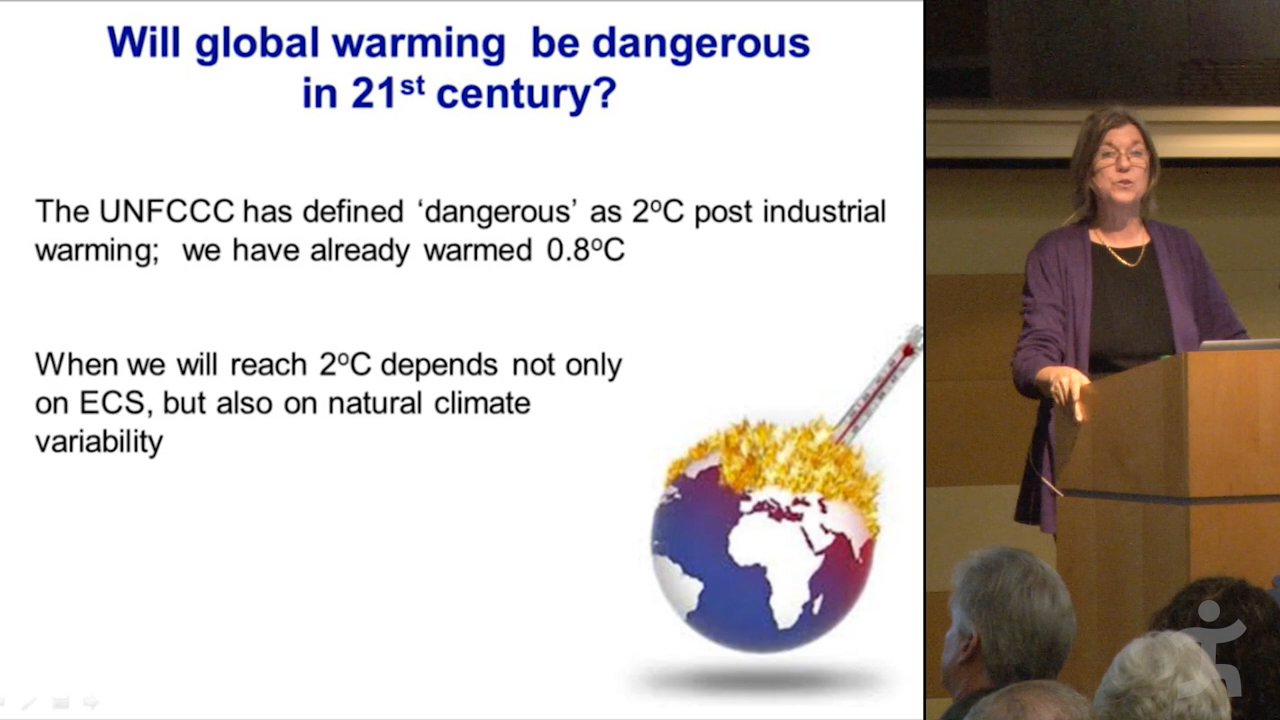 Will global warming be dangerous
in 21st century?
The UNFCCC has defined ‘dangerous’ as 2ºC post industrial
warming; we have already warmed 0.8ºC
When we will reach 2ºC depends not only
on ECS, but also on natural climate
variability